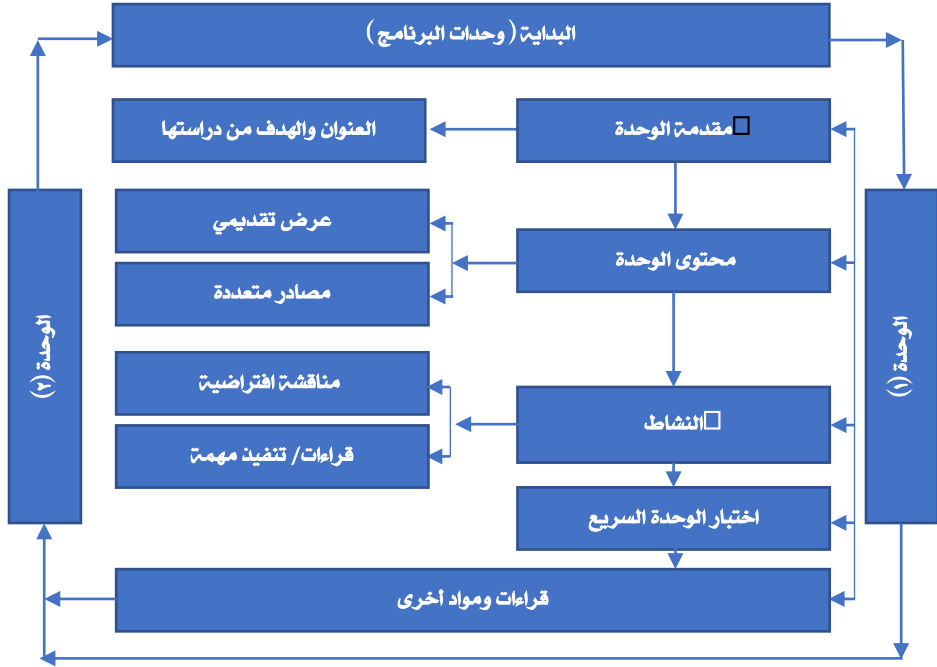 البداية (وحدات البرنامج)
مقدمة الوحدة
العنوان والهدف من دراستها
عرض تقديمي
محتوى الوحدة
مصادر متعددة
الوحدة (١)
الوحدة (٢)
مناقشة افتراضية
النشاط
قراءات/ تنفيذ مهمة
اختبار الوحدة السريع
قراءات ومواد أخرى